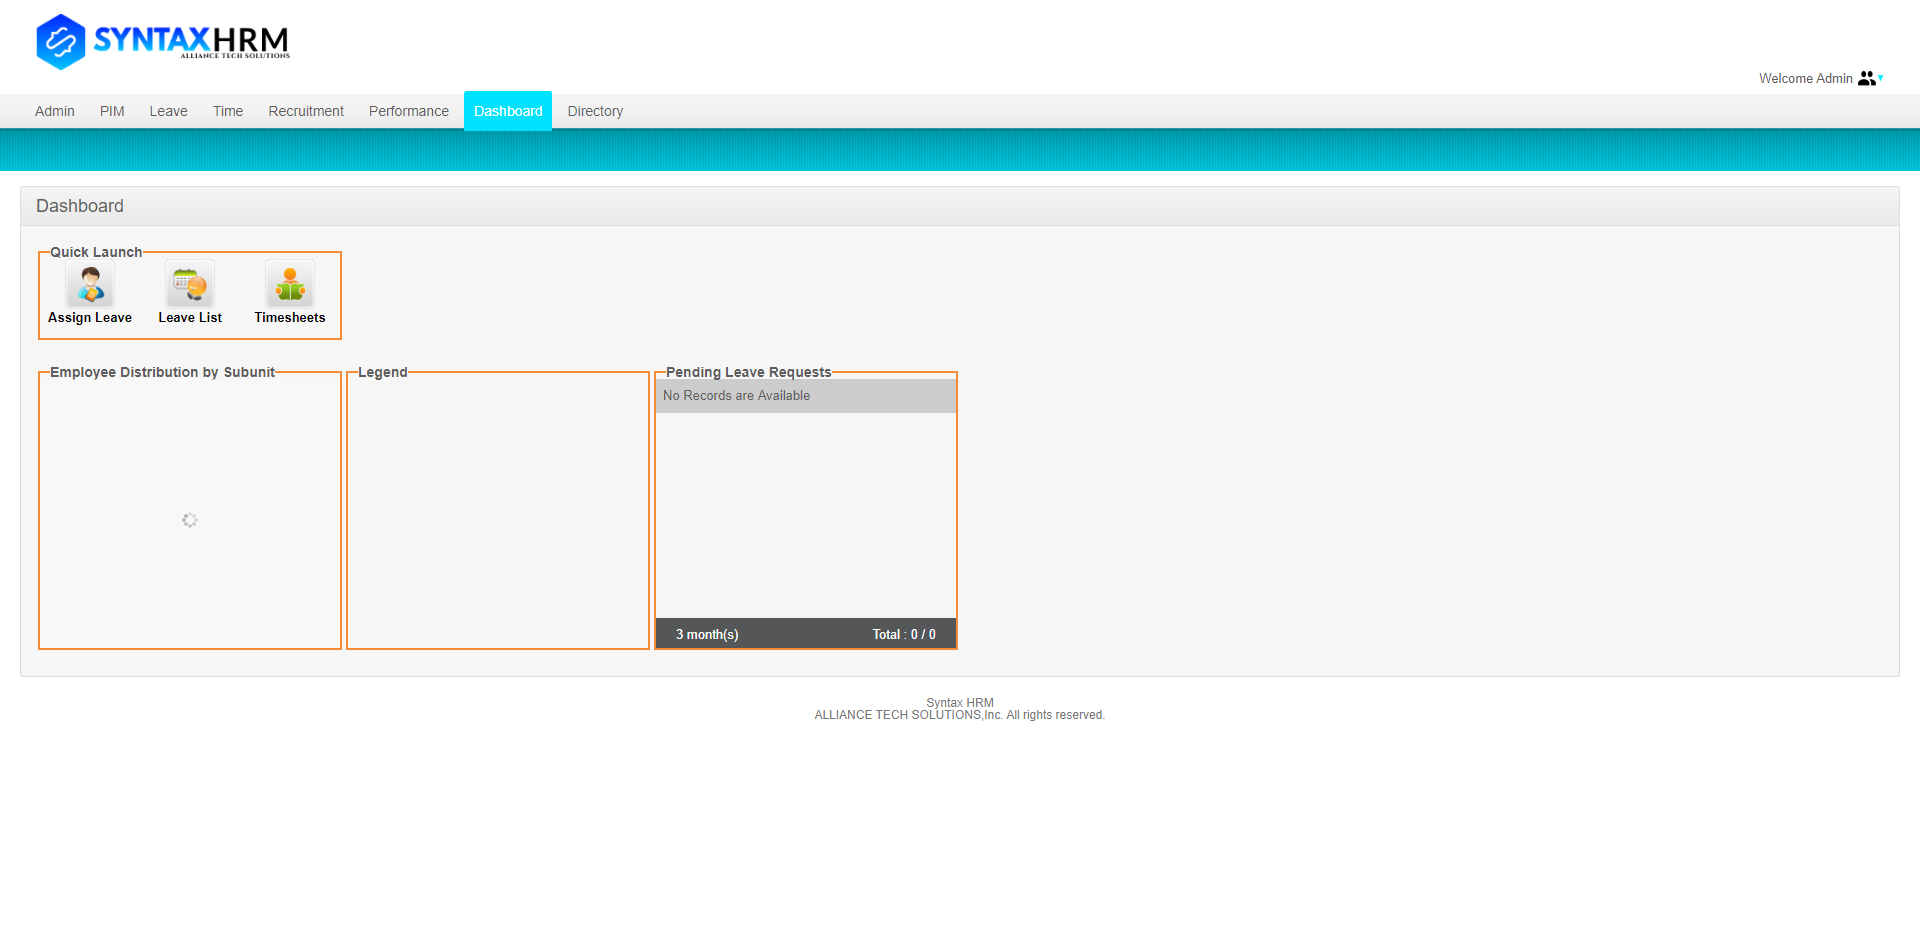 SYNTAXHRM
ALLIANCE TECH SOLUTIONS
Welcome Admin
Admin PIM Leave Time Recruitment Performance Dashboard Directory
Dashboard
Quick Launch
Assign Leave Leave List Timesheets
Employee Distribution by Subunit Legend Pending Leave Requests
No Records are Available
3 month(s) Total : 0 / 0
Syntax HRM
ALLIANCE TECH SOLUTIONS,Inc. All rights reserved.